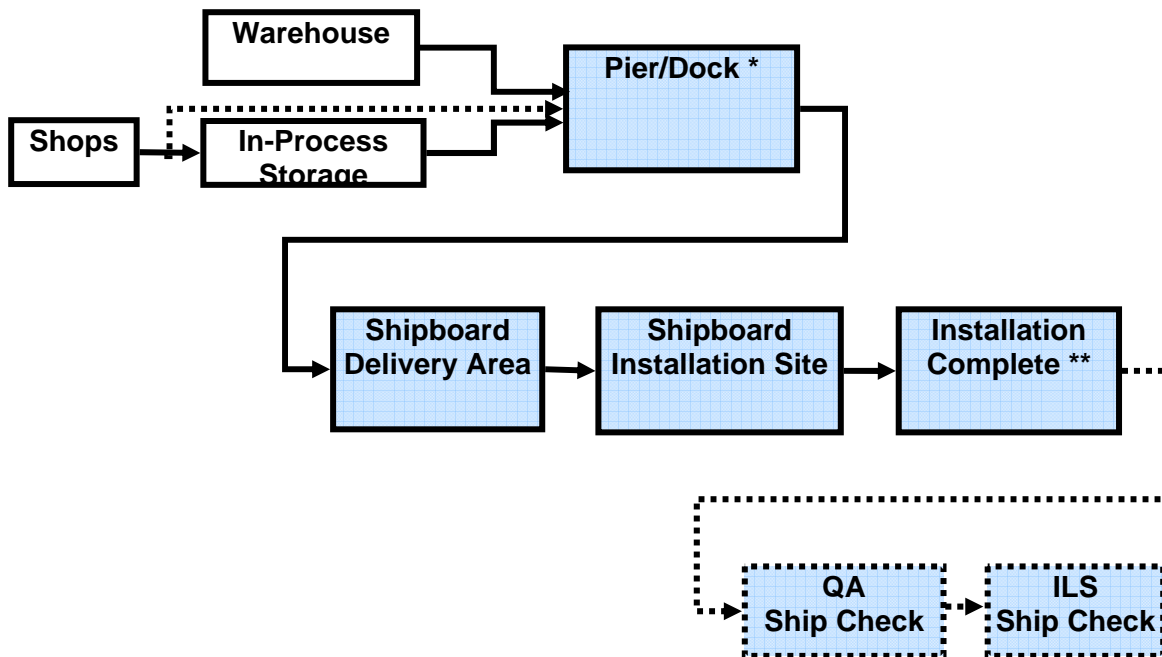 Warehouse
Pier/Dock *
Shops
In-Process
Storage
Shipboard
Delivery Area
Shipboard
Installation Site
Installation
Complete **
QA
Ship Check
ILS
Ship Check